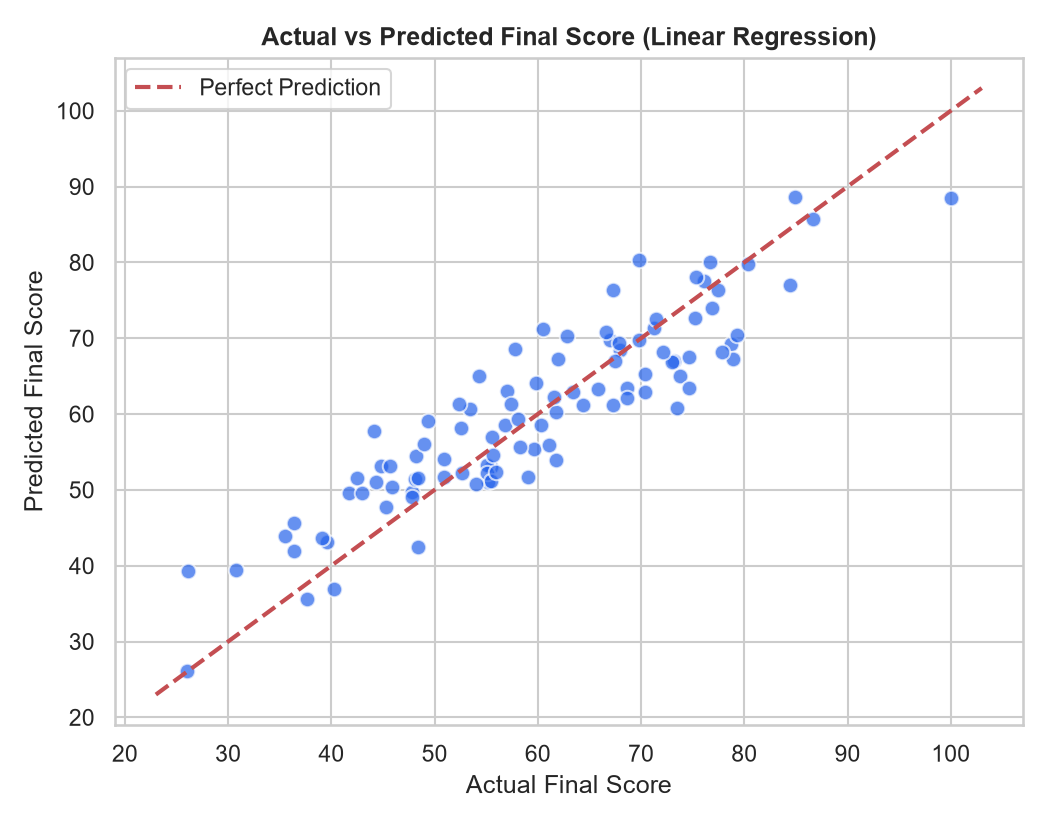 Actual vs Predicted Final Score (Linear Regression)
Perfect Prediction
100
90
80
70
60
50
40
30
20
Predicted Final Score
20 30 40 50 60 70 80 90 100
Actual Final Score